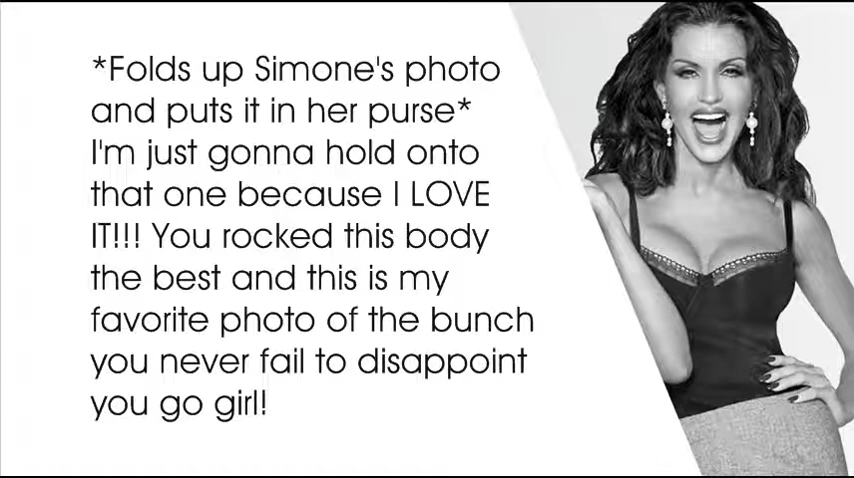 *Folds up Simone's photo
and puts it in her purse*
I'm just gonna hold onto
that one because I LOVE
IT!!! You rocked this body
the best and this is my
favorite photo of the bunch
you never fail to disappoint
you go girl!